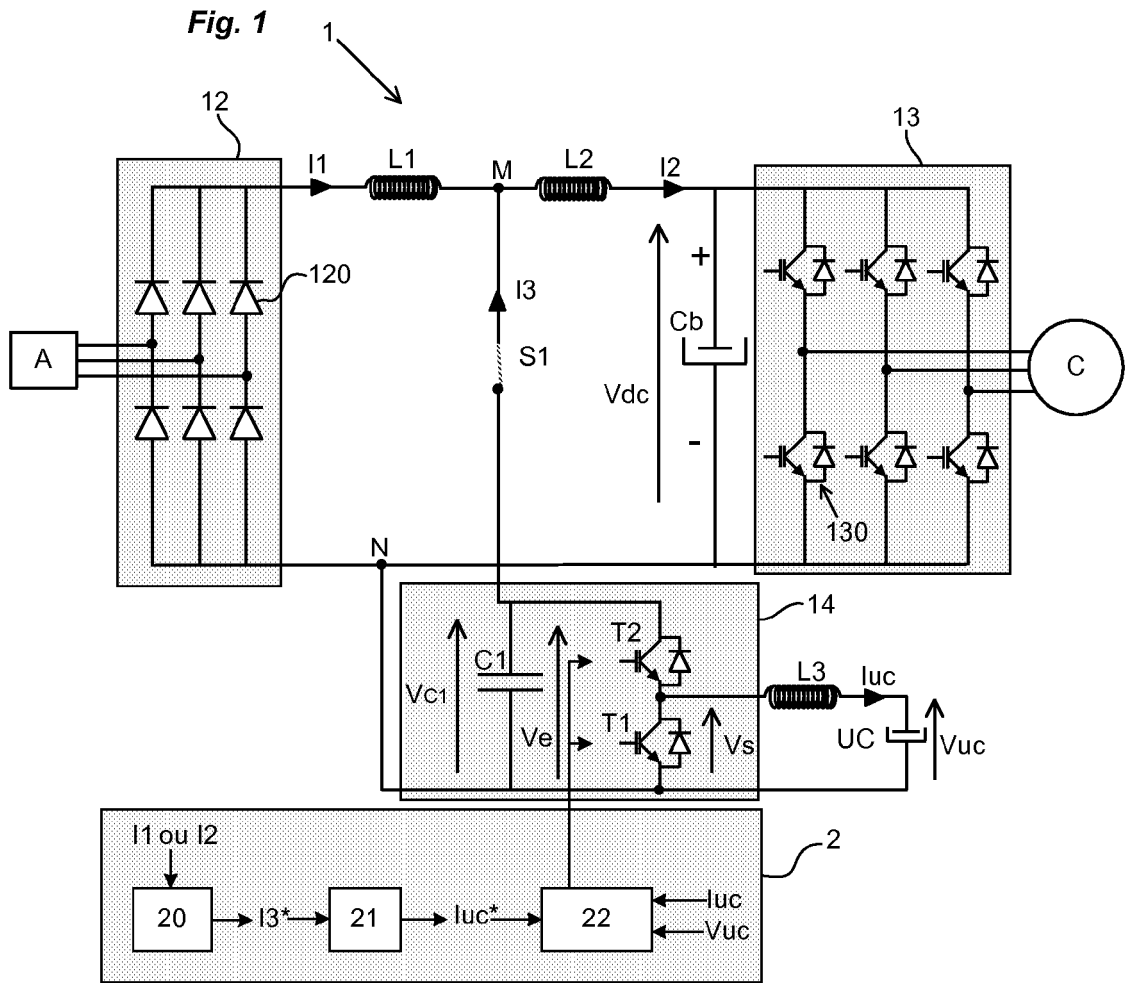 Fig. 1
1
12
13
I1
L1
M
L2
I2
120
I3
S1
+
Cb
Vdc
-
A
C
130
N
14
T2
C1
VC1
Ve
T1
Vs
L3
Iuc
UC
Vuc
I1 ou I2
2
20
I3*
21
Iuc*
22
Iuc
Vuc